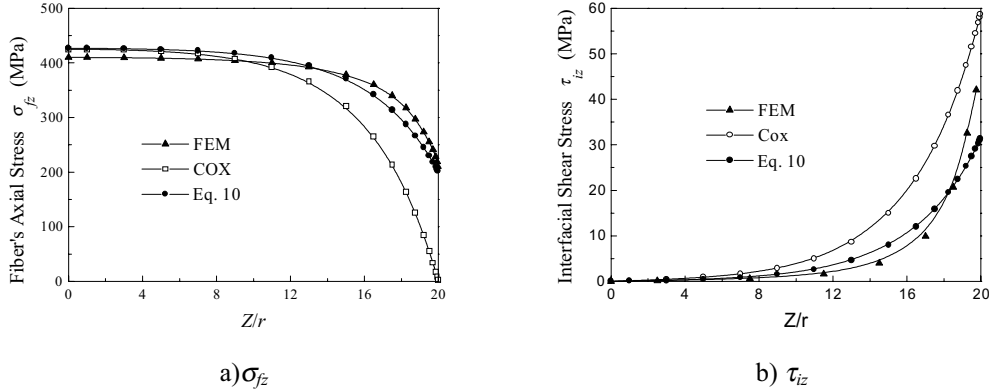 Fiber's Axial Stress σfz (MPa)
500
400
300
200
100
0
FEM
COX
Eq. 10
0 4 8 12 16 20
Z/r
a)σfz
Interfacial Shear Stress τiz (MPa)
60
50
40
30
20
10
0
FEM
Cox
Eq. 10
0 4 8 12 16 20
Z/r
b) τiz